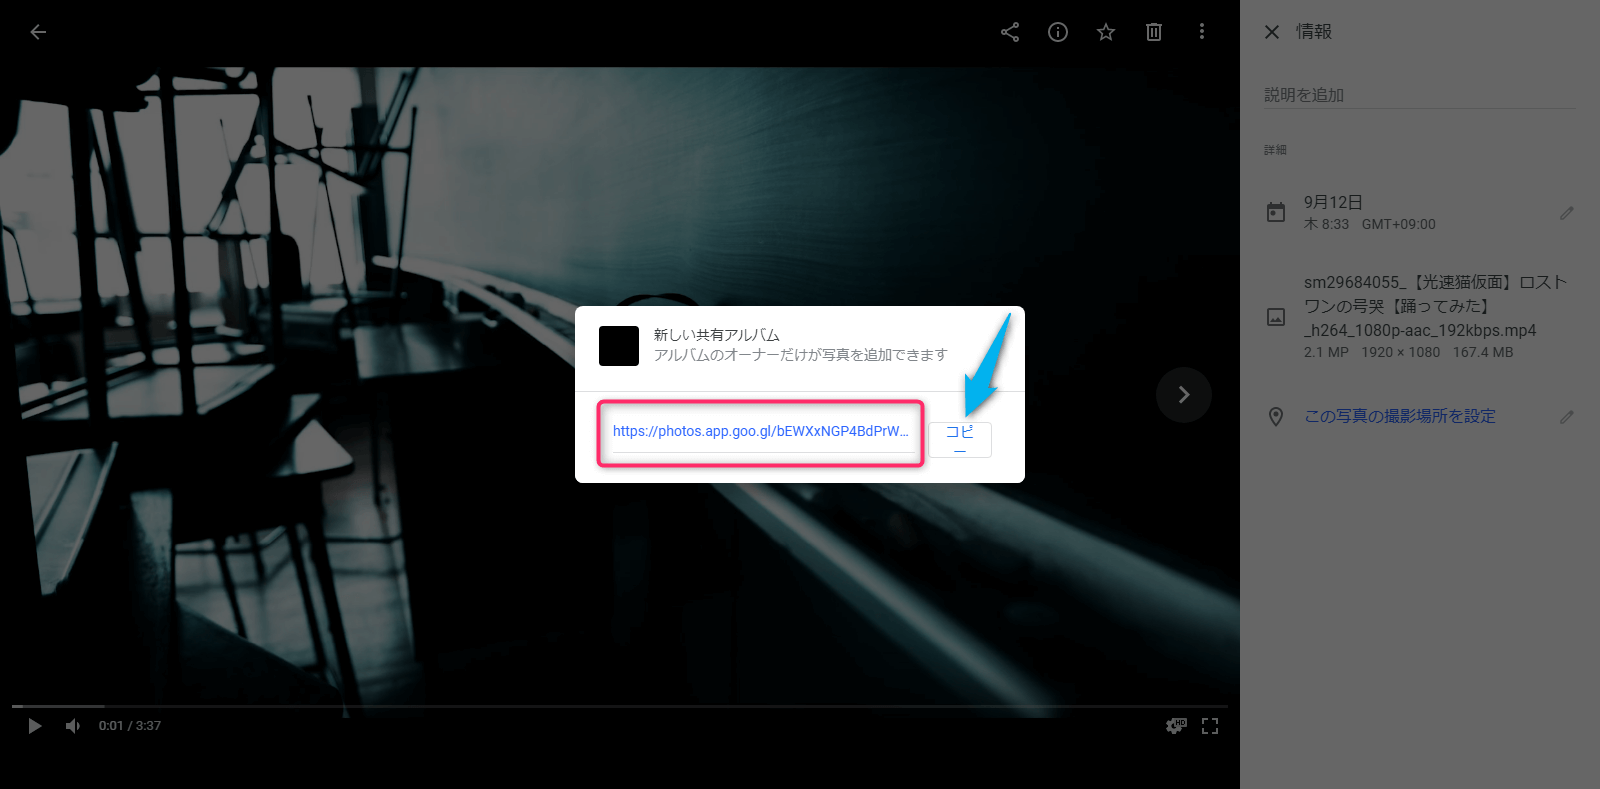 情報
説明を追加
詳細
9月12日
木 8:33 GMT+09:00
sm29684055_【光速猫仮面】ロスト
ワンの号哭【踊ってみた】
_h264_1080p-aac_192kbps.mp4
2.1 MP 1920 × 1080 167.4 MB
この写真の撮影場所を設定
新しい共有アルバム
アルバムのオーナーだけが写真を追加できます
https://photos.app.goo.gl/bEWXxNGP4BdPrW...
コピ
ー
0:01 / 3:37
HD